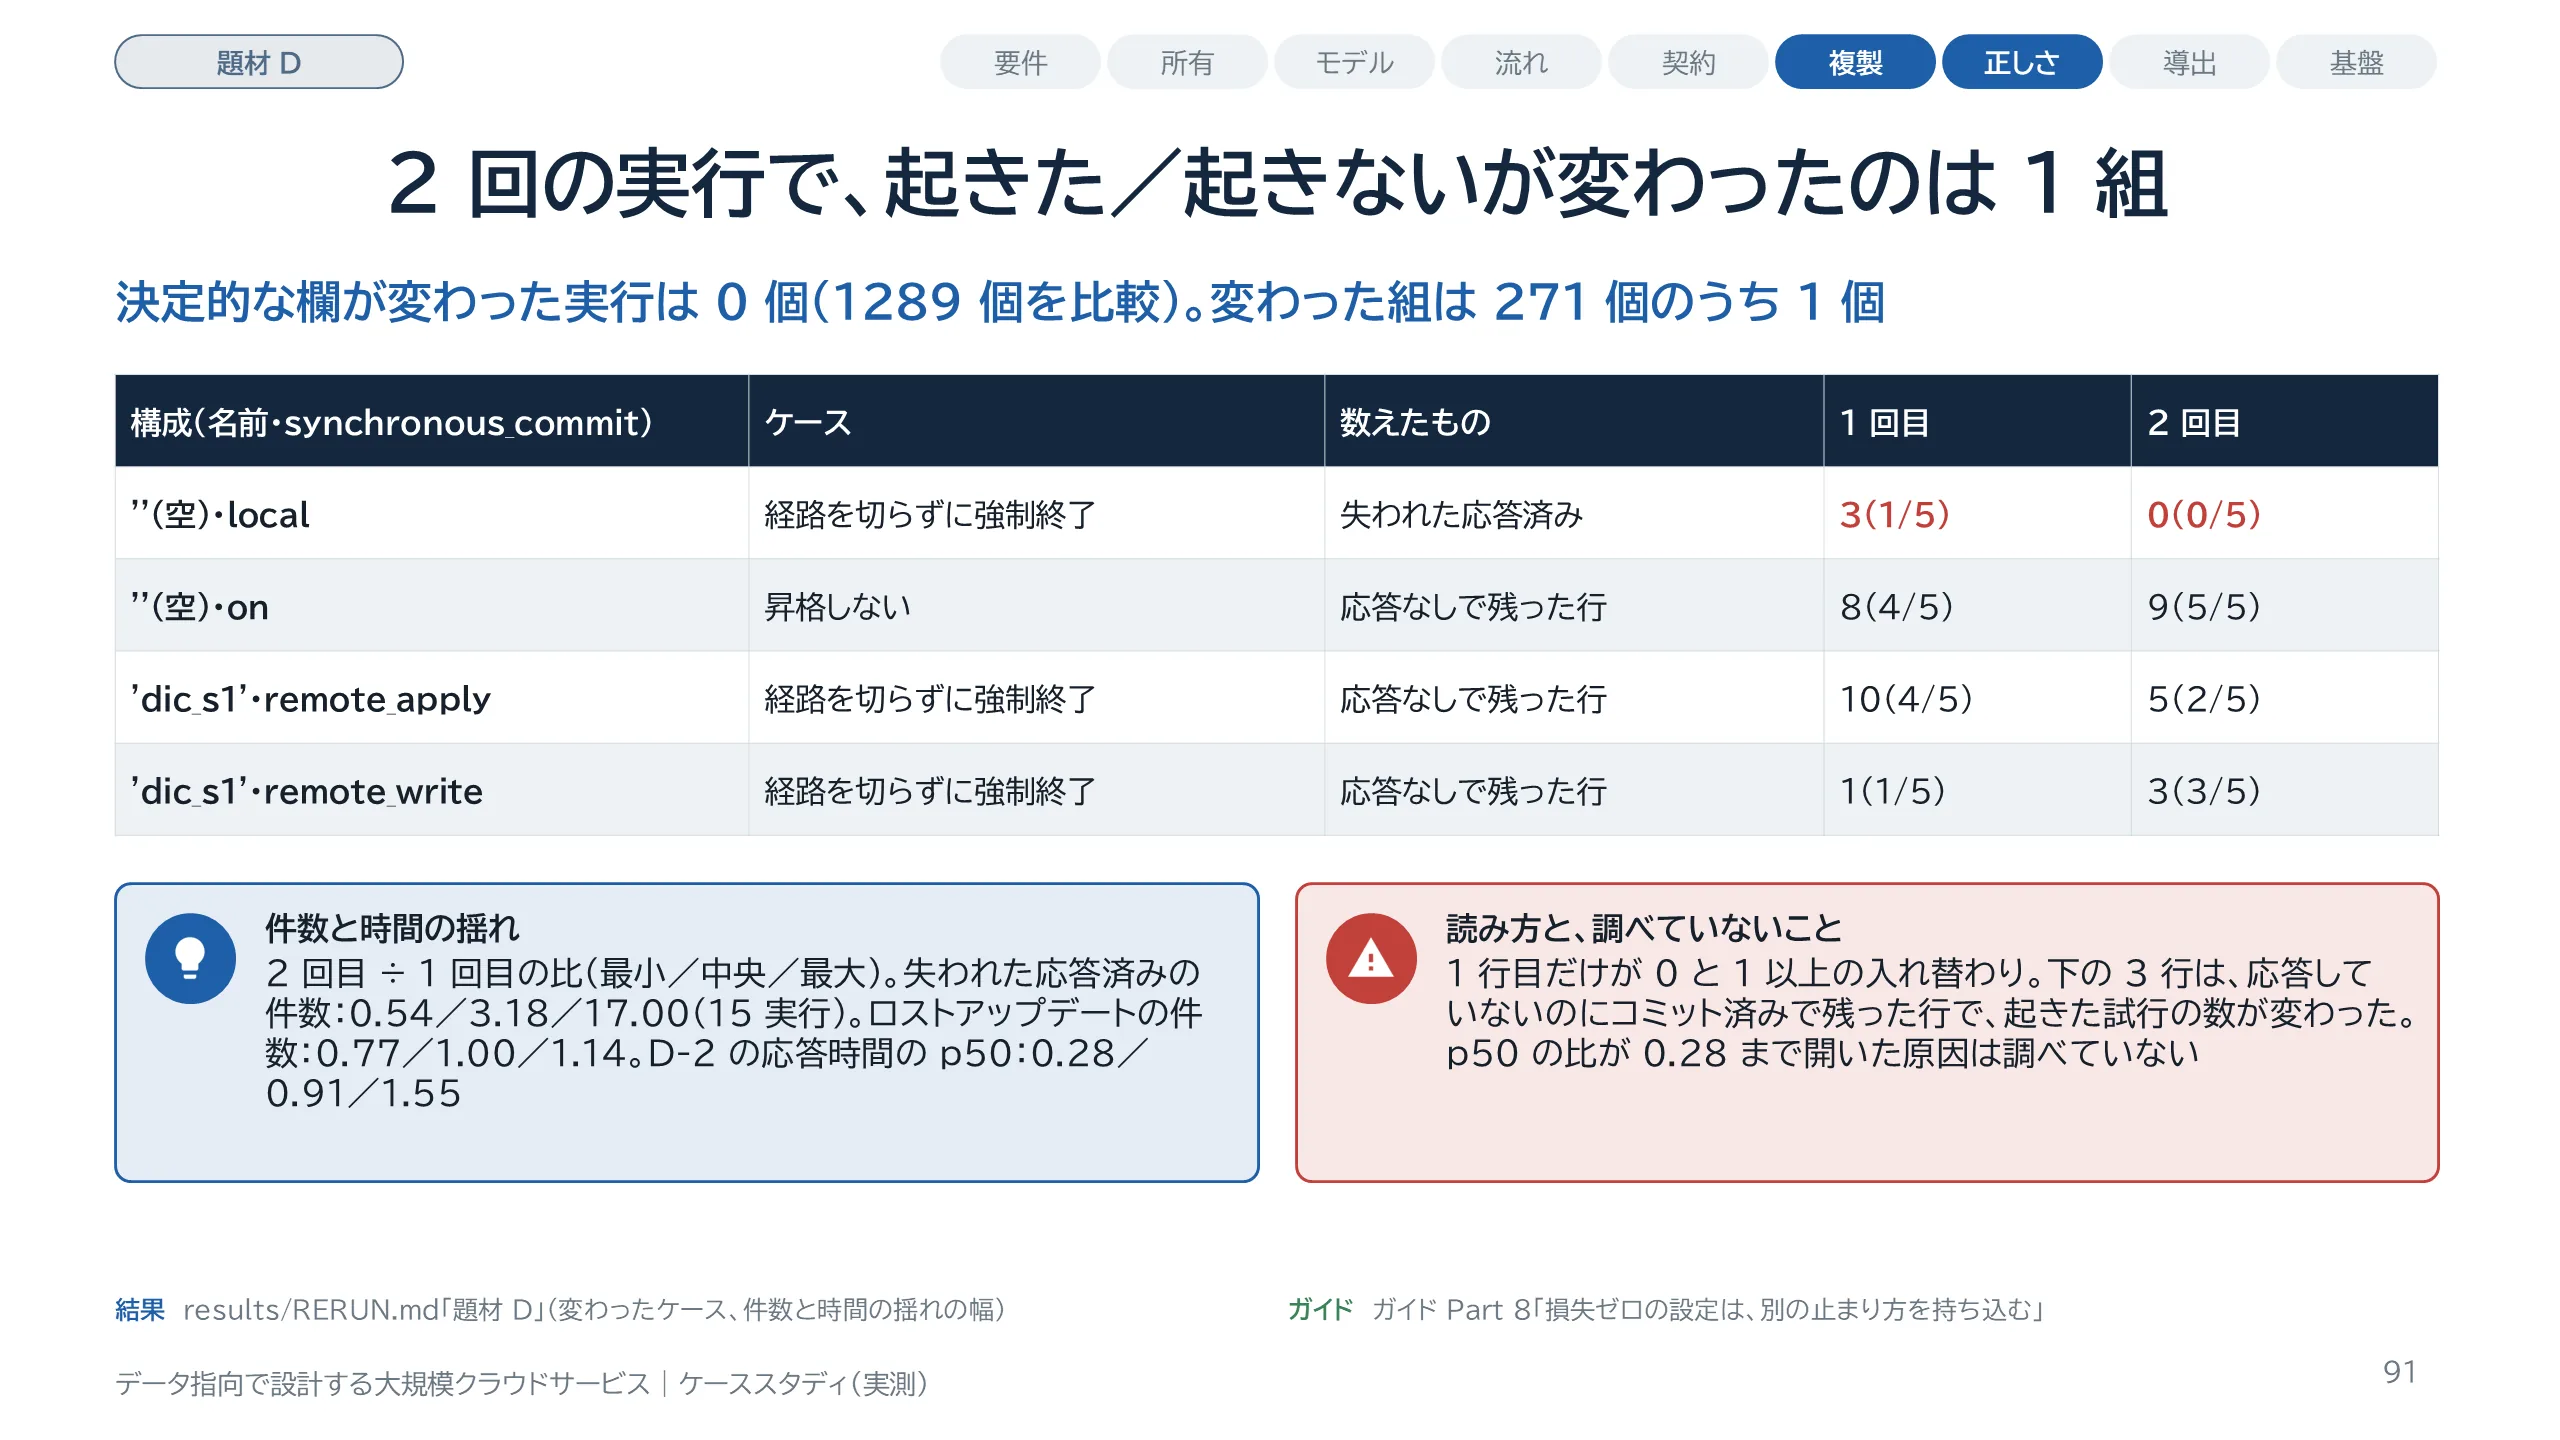 題材 D
要件
所有
モデル
流れ
契約
複製
正しさ
導出
基盤
2 回の実行で、起きた／起きないが変わったのは 1 組
決定的な欄が変わった実行は 0 個（1289 個を比較）。変わった組は 271 個のうち 1 個
構成（名前・synchronous_commit） ケース 数えたもの 1 回目 2 回目
’’（空）・local 経路を切らずに強制終了 失われた応答済み 3（1/5） 0（0/5）
’’（空）・on 昇格しない 応答なしで残った行 8（4/5） 9（5/5）
’dic_s1’・remote_apply 経路を切らずに強制終了 応答なしで残った行 10（4/5） 5（2/5）
’dic_s1’・remote_write 経路を切らずに強制終了 応答なしで残った行 1（1/5） 3（3/5）
件数と時間の揺れ
2 回目 ÷ 1 回目の比（最小／中央／最大）。失われた応答済みの
件数：0.54／3.18／17.00（15 実行）。ロストアップデートの件
数：0.77／1.00／1.14。D-2 の応答時間の p50：0.28／
0.91／1.55
読み方と、調べていないこと
1 行目だけが 0 と 1 以上の入れ替わり。下の 3 行は、応答して
いないのにコミット済みで残った行で、起きた試行の数が変わった。
p50 の比が 0.28 まで開いた原因は調べていない
結果 results/RERUN.md「題材 D」（変わったケース、件数と時間の揺れの幅）
ガイド ガイド Part 8「損失ゼロの設定は、別の止まり方を持ち込む」
データ指向で設計する大規模クラウドサービス｜ケーススタディ（実測）
91